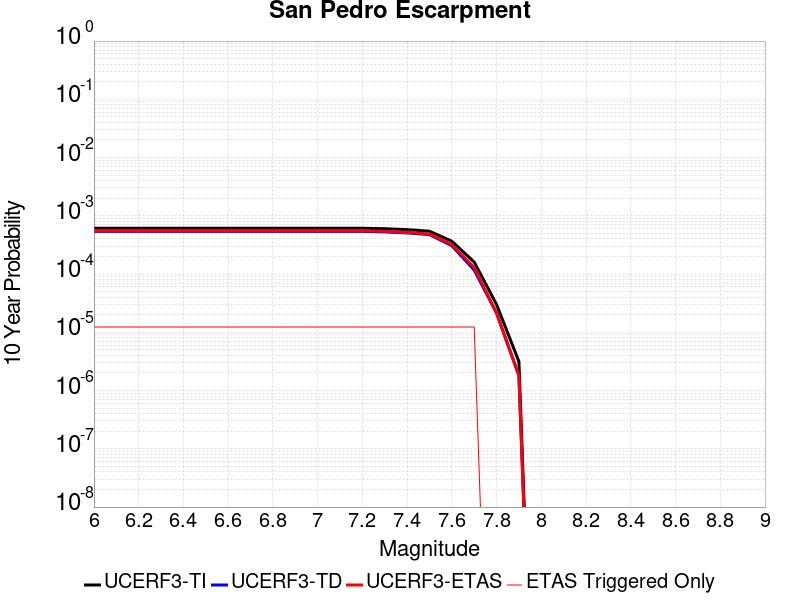 San Pedro Escarpment
10 0
10 -1
10 -2
10 -3
10 -4
10 -5
10 -6
10 -7
10 -8
10 Year Probability
6 6.2 6.4 6.6 6.8 7 7.2 7.4 7.6 7.8 8 8.2 8.4 8.6 8.8 9
Magnitude
UCERF3-TI UCERF3-TD UCERF3-ETAS ETAS Triggered Only